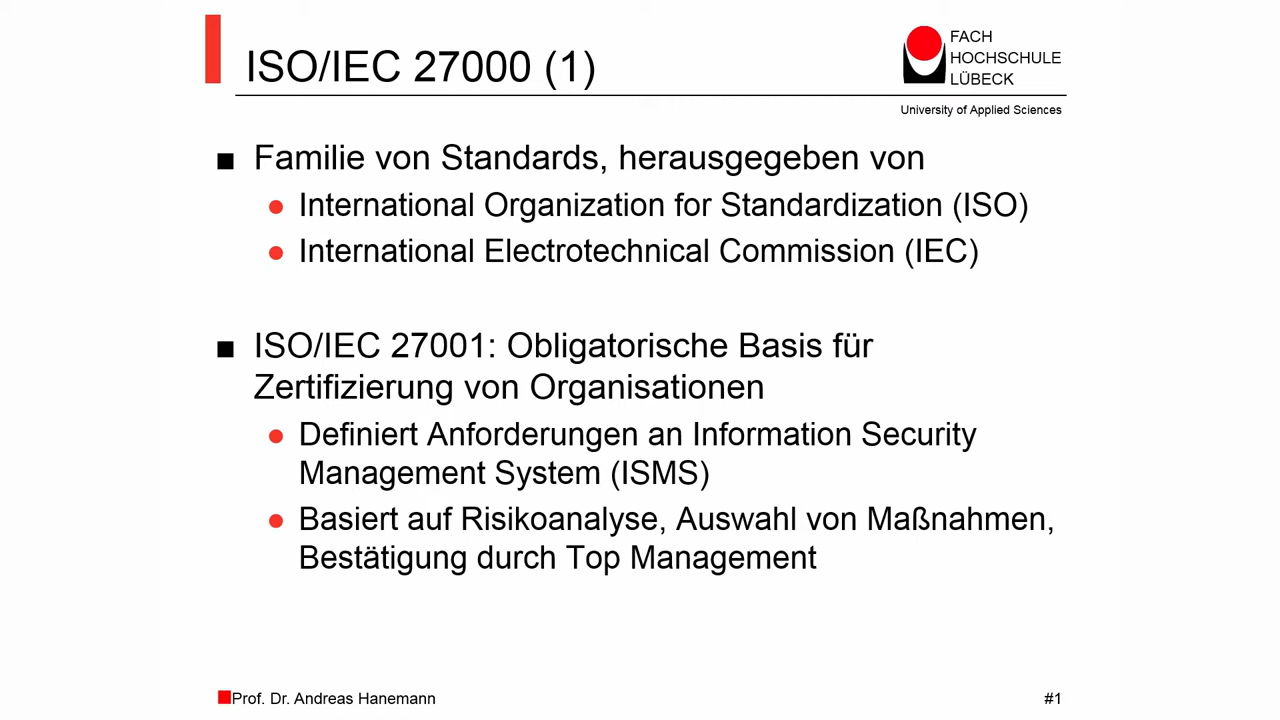 ISO/IEC 27000 (1)
FACH
HOCHSCHULE
LÜBECK
University of Applied Sciences
Familie von Standards, herausgegeben von
International Organization for Standardization (ISO)
International Electrotechnical Commission (IEC)
ISO/IEC 27001: Obligatorische Basis für
Zertifizierung von Organisationen
Definiert Anforderungen an Information Security
Management System (ISMS)
Basiert auf Risikoanalyse, Auswahl von Maßnahmen,
Bestätigung durch Top Management
Prof. Dr. Andreas Hanemann
#1